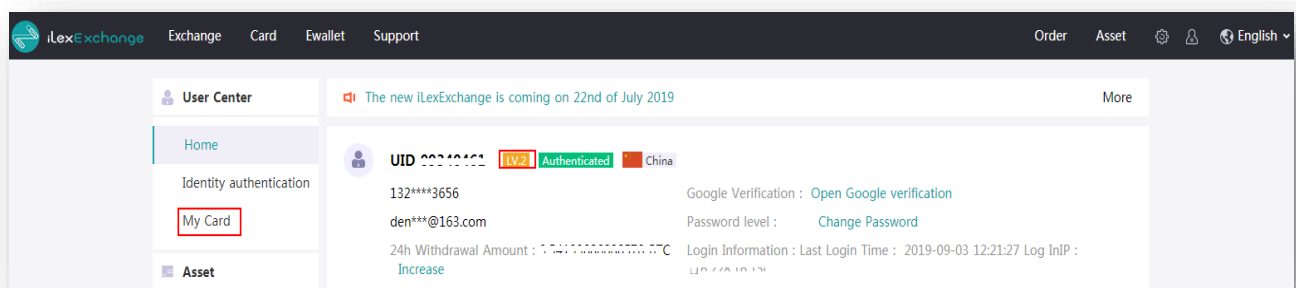 iLexExchange Exchange Card Ewallet Support Order Asset English
User Center
The new iLexExchange is coming on 22nd of July 2019 More
Home
UID LV.2 Authenticated China
Identity authentication
132****3656 Google Verification : Open Google verification
My Card
den***@163.com Password level : Change Password
24h Withdrawal Amount : Login Information : Last Login Time : 2019-09-03 12:21:27 Log InIP :
Increase
Asset